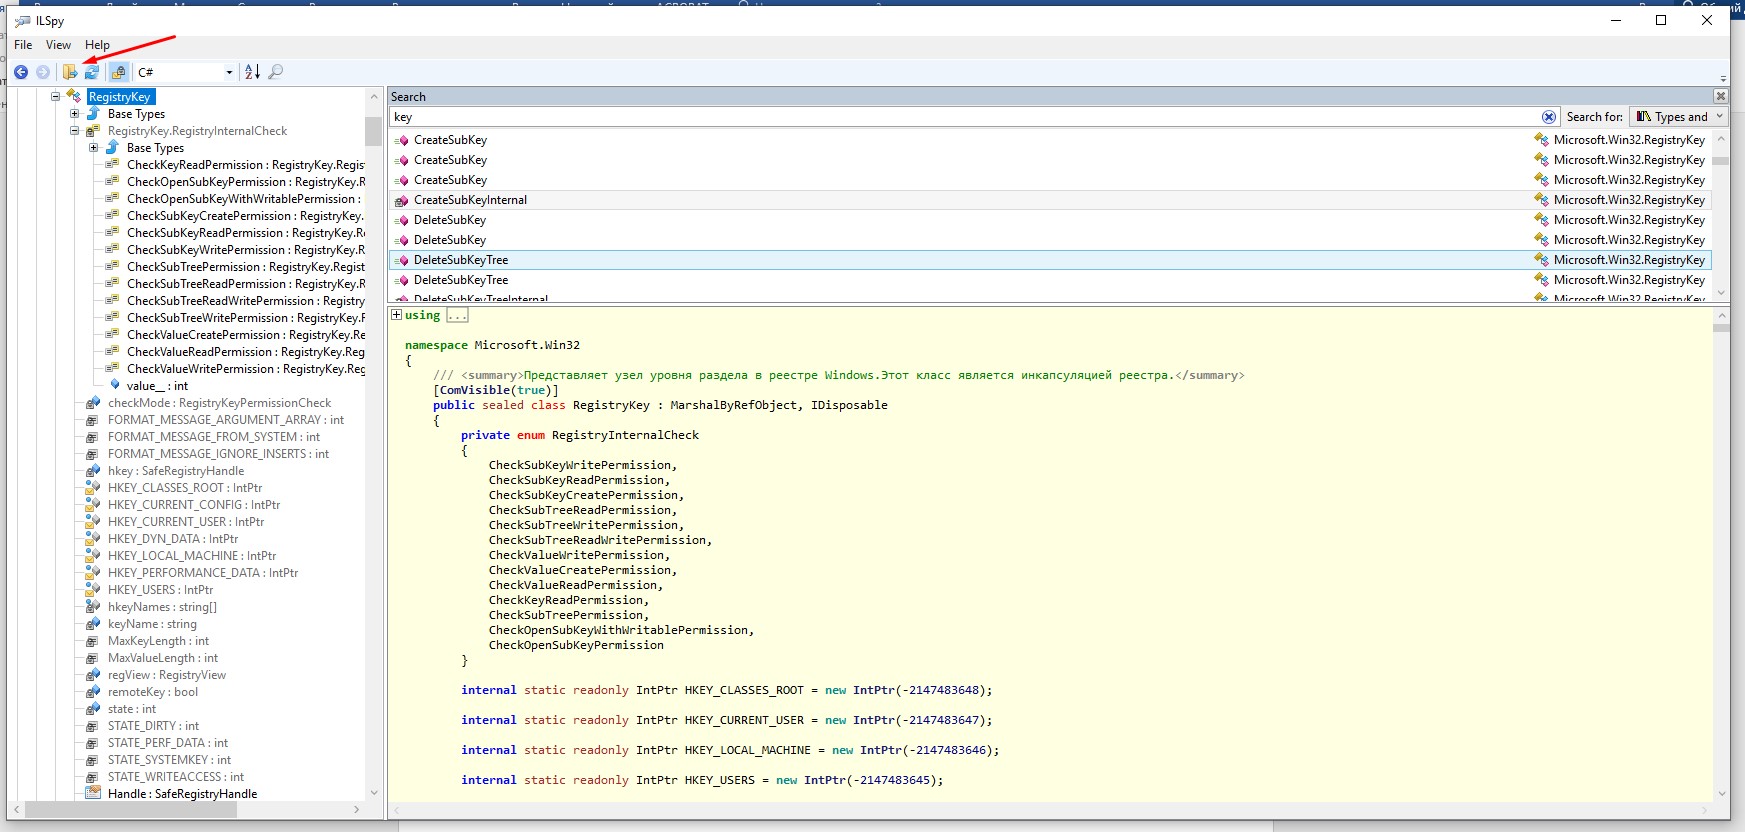 ILSpy
File View Help
C#
RegistryKey
Base Types
RegistryKey.RegistryInternalCheck
Base Types
CheckKeyReadPermission : RegistryKey.Regis
CheckOpenSubKeyPermission : RegistryKey.R
CheckOpenSubKeyWithWritablePermission :
CheckSubKeyCreatePermission : RegistryKey.
CheckSubKeyReadPermission : RegistryKey.Re
CheckSubKeyWritePermission : RegistryKey.R
CheckSubTreePermission : RegistryKey.Regist
CheckSubTreeReadPermission : RegistryKey.R
CheckSubTreeReadWritePermission : Registry
CheckSubTreeWritePermission : RegistryKey.F
CheckValueCreatePermission : RegistryKey.Re
CheckValueReadPermission : RegistryKey.Reg
CheckValueWritePermission : RegistryKey.Reg
value__ : int
checkMode : RegistryKeyPermissionCheck
FORMAT_MESSAGE_ARGUMENT_ARRAY : int
FORMAT_MESSAGE_FROM_SYSTEM : int
FORMAT_MESSAGE_IGNORE_INSERTS : int
hkey : SafeRegistryHandle
HKEY_CLASSES_ROOT : IntPtr
HKEY_CURRENT_CONFIG : IntPtr
HKEY_CURRENT_USER : IntPtr
HKEY_DYN_DATA : IntPtr
HKEY_LOCAL_MACHINE : IntPtr
HKEY_PERFORMANCE_DATA : IntPtr
HKEY_USERS : IntPtr
hkeyNames : string[]
keyName : string
MaxKeyLength : int
MaxValueLength : int
regView : RegistryView
remoteKey : bool
state : int
STATE_DIRTY : int
STATE_PERF_DATA : int
STATE_SYSTEMKEY : int
STATE_WRITEACCESS : int
Handle : SafeRegistryHandle
Search
key Search for: Types and
CreateSubKey Microsoft.Win32.RegistryKey
CreateSubKey Microsoft.Win32.RegistryKey
CreateSubKey Microsoft.Win32.RegistryKey
CreateSubKeyInternal Microsoft.Win32.RegistryKey
DeleteSubKey Microsoft.Win32.RegistryKey
DeleteSubKey Microsoft.Win32.RegistryKey
DeleteSubKeyTree Microsoft.Win32.RegistryKey
DeleteSubKeyTree Microsoft.Win32.RegistryKey
DeleteSubKeyTreeInternal Microsoft.Win32.RegistryKey
using ...
namespace Microsoft.Win32
{
/// <summary>Представляет узел уровня раздела в реестре Windows.Этот класс является инкапсуляцией реестра.</summary>
[ComVisible(true)]
public sealed class RegistryKey : MarshalByRefObject, IDisposable
{
private enum RegistryInternalCheck
{
CheckSubKeyWritePermission,
CheckSubKeyReadPermission,
CheckSubKeyCreatePermission,
CheckSubTreeReadPermission,
CheckSubTreeWritePermission,
CheckSubTreeReadWritePermission,
CheckValueWritePermission,
CheckValueCreatePermission,
CheckValueReadPermission,
CheckKeyReadPermission,
CheckSubTreePermission,
CheckOpenSubKeyWithWritablePermission,
CheckOpenSubKeyPermission
}
internal static readonly IntPtr HKEY_CLASSES_ROOT = new IntPtr(-2147483648);
internal static readonly IntPtr HKEY_CURRENT_USER = new IntPtr(-2147483647);
internal static readonly IntPtr HKEY_LOCAL_MACHINE = new IntPtr(-2147483646);
internal static readonly IntPtr HKEY_USERS = new IntPtr(-2147483645);